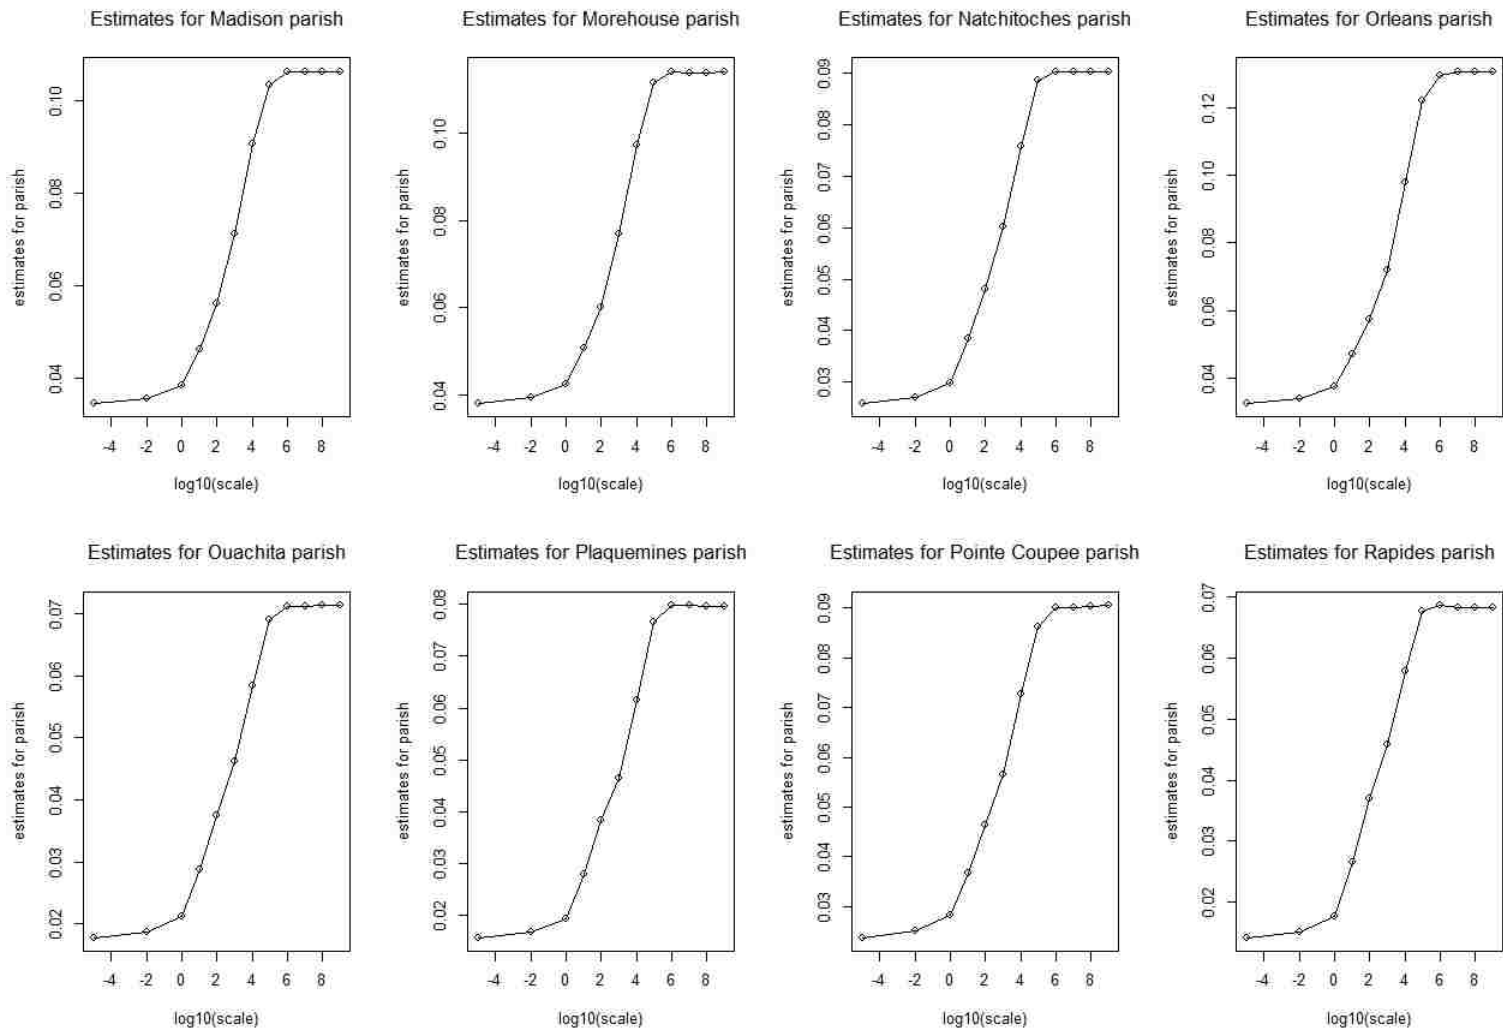 Estimates for Madison parish
estimates for parish
0.10
0.08
0.06
0.04
-4 -2 0 2 4 6 8
log10(scale)
Estimates for Morehouse parish
estimates for parish
0.10
0.08
0.06
0.04
-4 -2 0 2 4 6 8
log10(scale)
Estimates for Natchitoches parish
estimates for parish
0.09
0.08
0.07
0.06
0.05
0.04
0.03
-4 -2 0 2 4 6 8
log10(scale)
Estimates for Orleans parish
estimates for parish
0.12
0.10
0.08
0.06
0.04
-4 -2 0 2 4 6 8
log10(scale)
Estimates for Ouachita parish
estimates for parish
0.07
0.06
0.05
0.04
0.03
0.02
-4 -2 0 2 4 6 8
log10(scale)
Estimates for Plaquemines parish
estimates for parish
0.08
0.07
0.06
0.05
0.04
0.03
0.02
-4 -2 0 2 4 6 8
log10(scale)
Estimates for Pointe Coupee parish
estimates for parish
0.09
0.08
0.07
0.06
0.05
0.04
0.03
-4 -2 0 2 4 6 8
log10(scale)
Estimates for Rapides parish
estimates for parish
0.07
0.06
0.05
0.04
0.03
0.02
-4 -2 0 2 4 6 8
log10(scale)